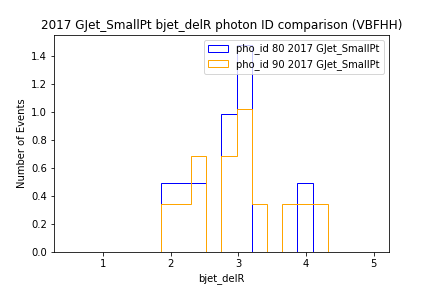 2017 GJet_SmallPt bjet_delR photon ID comparison (VBFHH)
pho_id 80 2017 GJet_SmallPt
pho_id 90 2017 GJet_SmallPt
Number of Events
1.4
1.2
1.0
0.8
0.6
0.4
0.2
0.0
1 2 3 4 5
bjet_delR